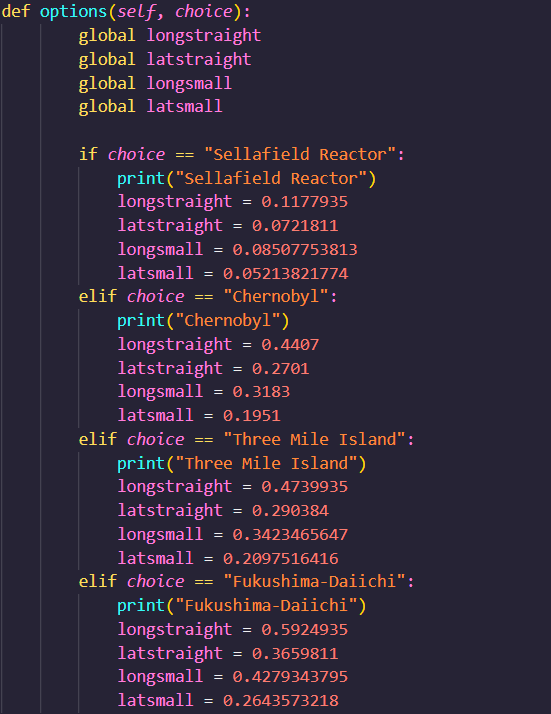 def options(self, choice):
        global longstraight
        global latstraight
        global longsmall
        global latsmall

        if choice == "Sellafield Reactor":
            print("Sellafield Reactor")
            longstraight = 0.1177935
            latstraight = 0.0721811
            longsmall = 0.08507753813
            latsmall = 0.05213821774
        elif choice == "Chernobyl":
            print("Chernobyl")
            longstraight = 0.4407
            latstraight = 0.2701
            longsmall = 0.3183
            latsmall = 0.1951
        elif choice == "Three Mile Island":
            print("Three Mile Island")
            longstraight = 0.4739935
            latstraight = 0.290384
            longsmall = 0.3423465647
            latsmall = 0.2097516416
        elif choice == "Fukushima-Daiichi":
            print("Fukushima-Daiichi")
            longstraight = 0.5924935
            latstraight = 0.3659811
            longsmall = 0.4279343795
            latsmall = 0.2643573218